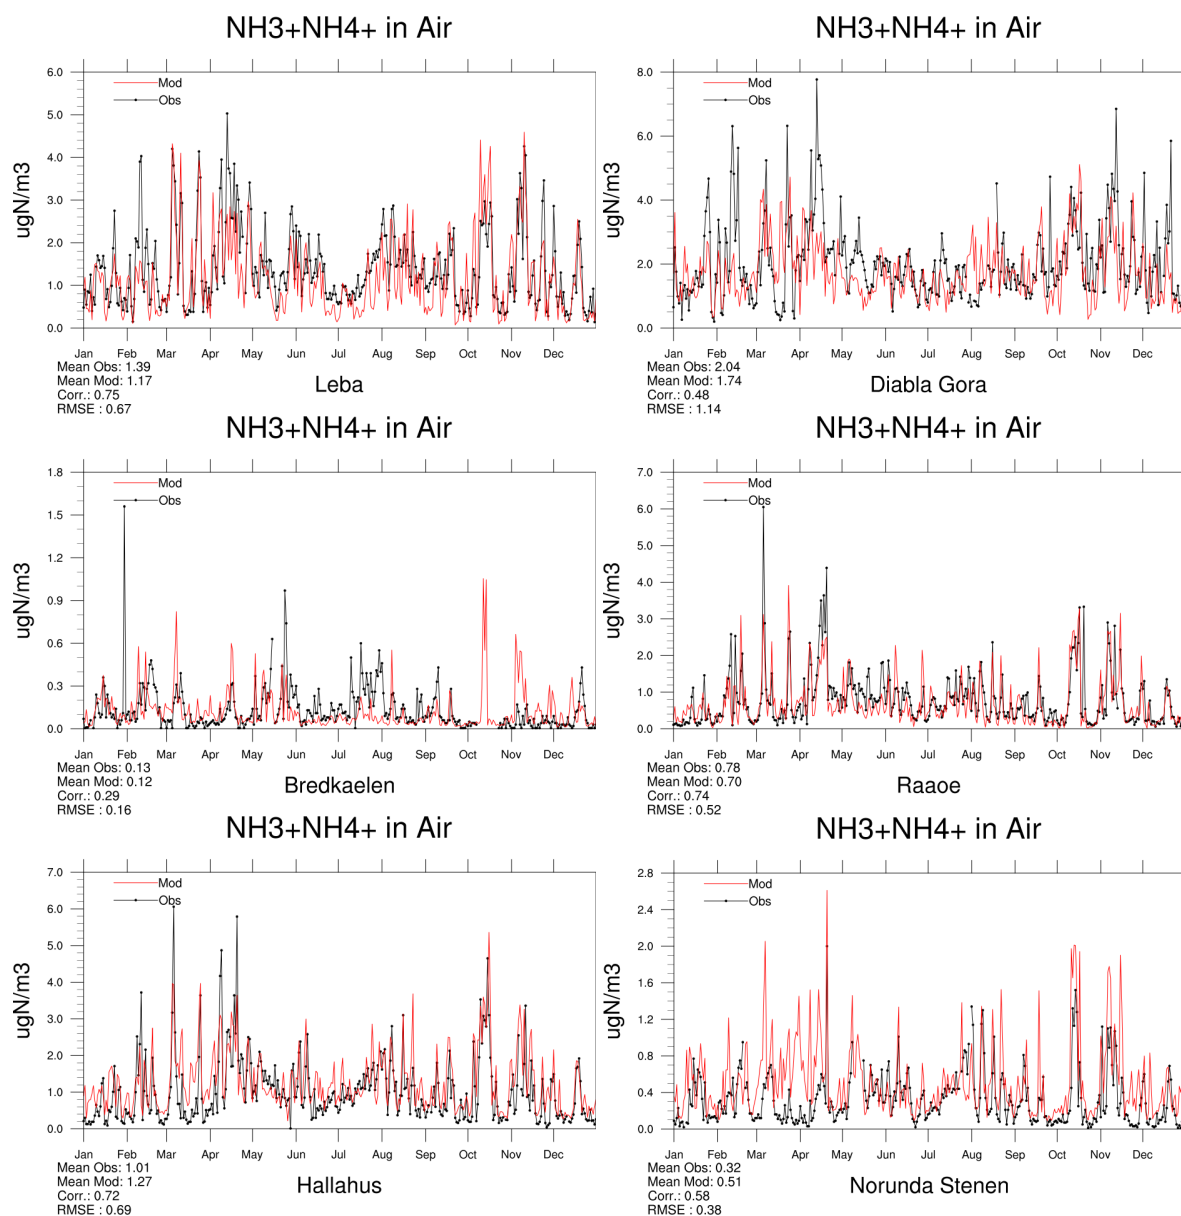 NH3+NH4+ in Air
ugN/m3
6.0
5.0
4.0
3.0
2.0
1.0
0.0
Mod
Obs
Jan Feb Mar Apr May Jun Jul Aug Sep Oct Nov Dec
Mean Obs: 1.39
Mean Mod: 1.17
Corr.: 0.75
RMSE : 0.67
Leba
NH3+NH4+ in Air
ugN/m3
8.0
6.0
4.0
2.0
0.0
Mod
Obs
Jan Feb Mar Apr May Jun Jul Aug Sep Oct Nov Dec
Mean Obs: 2.04
Mean Mod: 1.74
Corr.: 0.48
RMSE : 1.14
Diabla Gora
NH3+NH4+ in Air
ugN/m3
1.8
1.5
1.2
0.9
0.6
0.3
0.0
Mod
Obs
Jan Feb Mar Apr May Jun Jul Aug Sep Oct Nov Dec
Mean Obs: 0.13
Mean Mod: 0.12
Corr.: 0.29
RMSE : 0.16
Bredkaelen
NH3+NH4+ in Air
ugN/m3
7.0
6.0
5.0
4.0
3.0
2.0
1.0
0.0
Mod
Obs
Jan Feb Mar Apr May Jun Jul Aug Sep Oct Nov Dec
Mean Obs: 0.78
Mean Mod: 0.70
Corr.: 0.74
RMSE : 0.52
Raaoe
NH3+NH4+ in Air
ugN/m3
7.0
6.0
5.0
4.0
3.0
2.0
1.0
0.0
Mod
Obs
Jan Feb Mar Apr May Jun Jul Aug Sep Oct Nov Dec
Mean Obs: 1.01
Mean Mod: 1.27
Corr.: 0.72
RMSE : 0.69
Hallahus
NH3+NH4+ in Air
ugN/m3
2.8
2.4
2.0
1.6
1.2
0.8
0.4
0.0
Mod
Obs
Jan Feb Mar Apr May Jun Jul Aug Sep Oct Nov Dec
Mean Obs: 0.32
Mean Mod: 0.51
Corr.: 0.58
RMSE : 0.38
Norunda Stenen